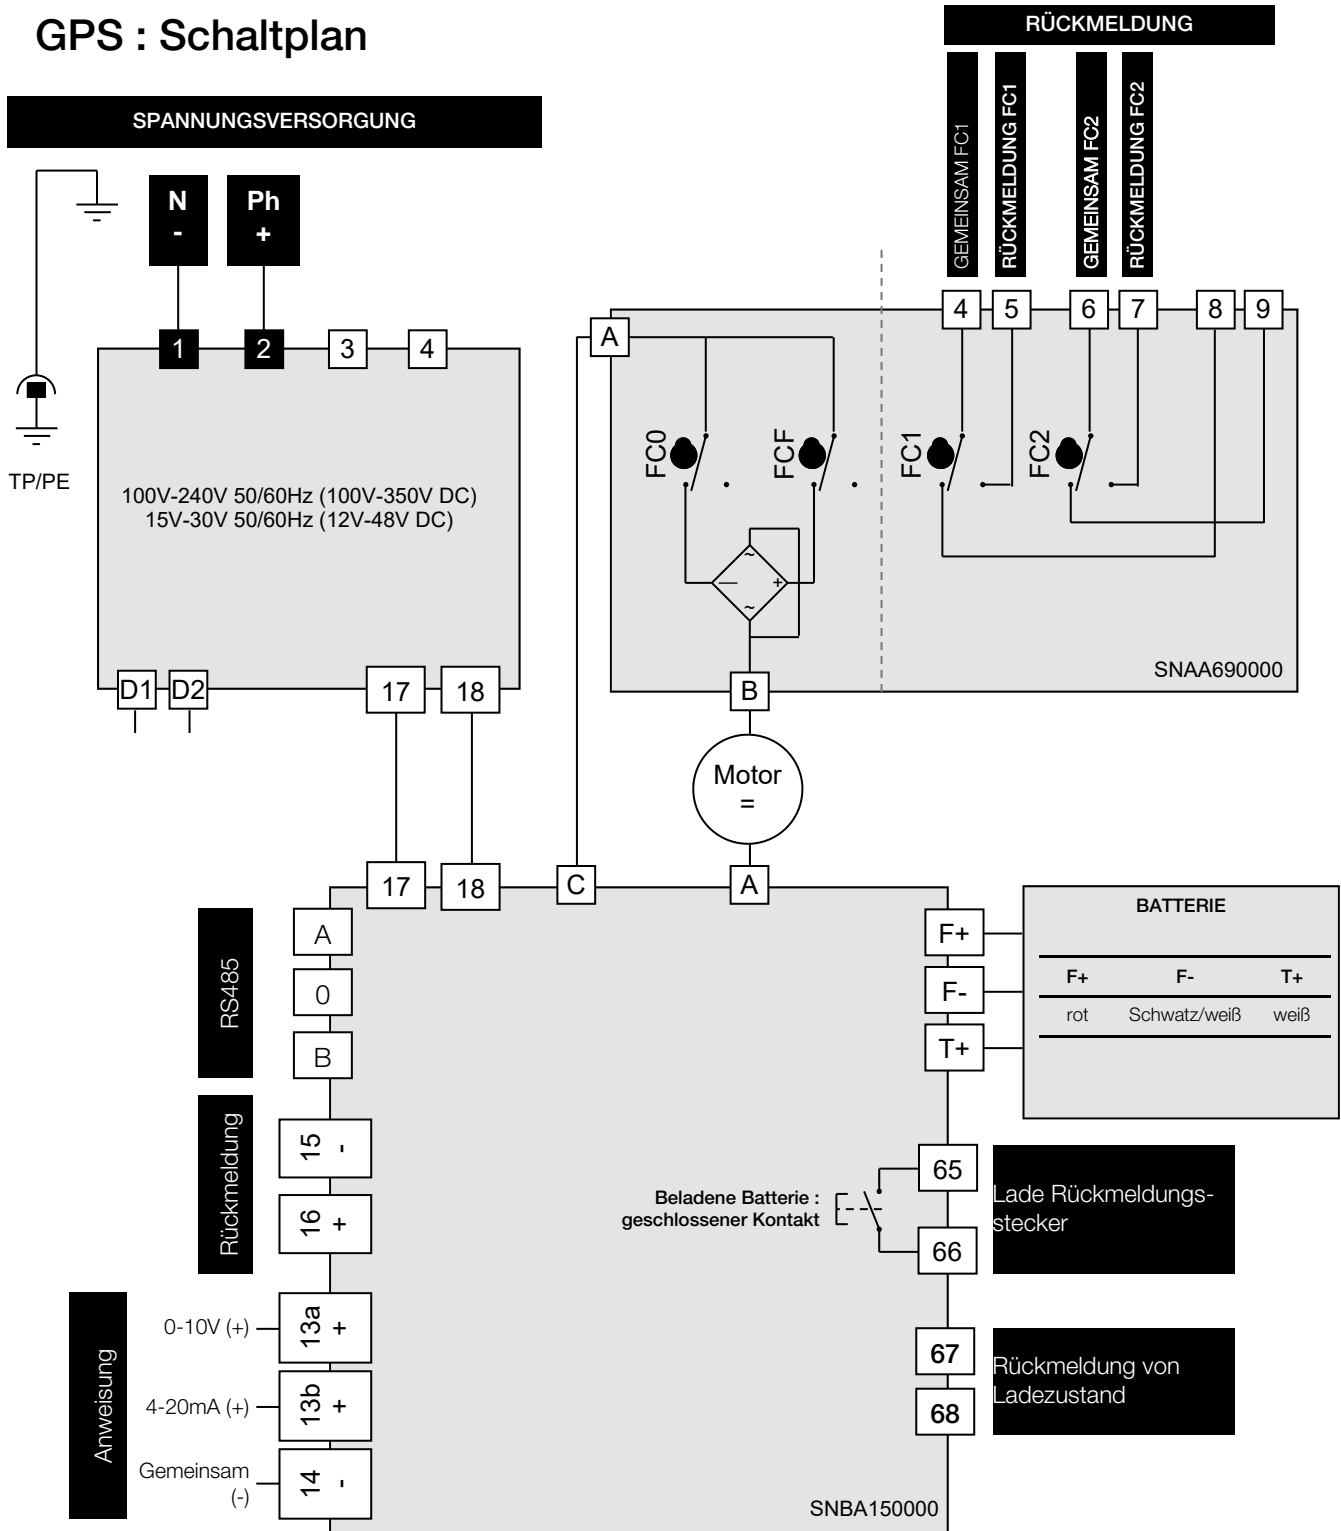 GPS : Schaltplan
RÜCKMELDUNG
SPANNUNGSVERSORGUNG
GEMEINSAM FC1
RÜCKMELDUNG FC1
GEMEINSAM FC2
RÜCKMELDUNG FC2
N
-
Ph
+
1
2
3
4
TP/PE
100V-240V 50/60Hz (100V-350V DC)
15V-30V 50/60Hz (12V-48V DC)
D1
D2
17
18
A
4
5
6
7
8
9
FC0
FCF
FC1
FC2
~
— +
~
SNAA690000
B
Motor
=
17
18
C
A
RS485
A
0
B
F+
F-
T+
BATTERIE
F+ F- T+
rot Schwatz/weiß weiß
Rückmeldung
15 -
16 +
Beladene Batterie :
geschlossener Kontakt
65
66
Lade Rückmeldungs-
stecker
Anweisung
0-10V (+)
13a +
4-20mA (+)
13b +
Gemeinsam
(-)
14 -
67
68
Rückmeldung von
Ladezustand
SNBA150000